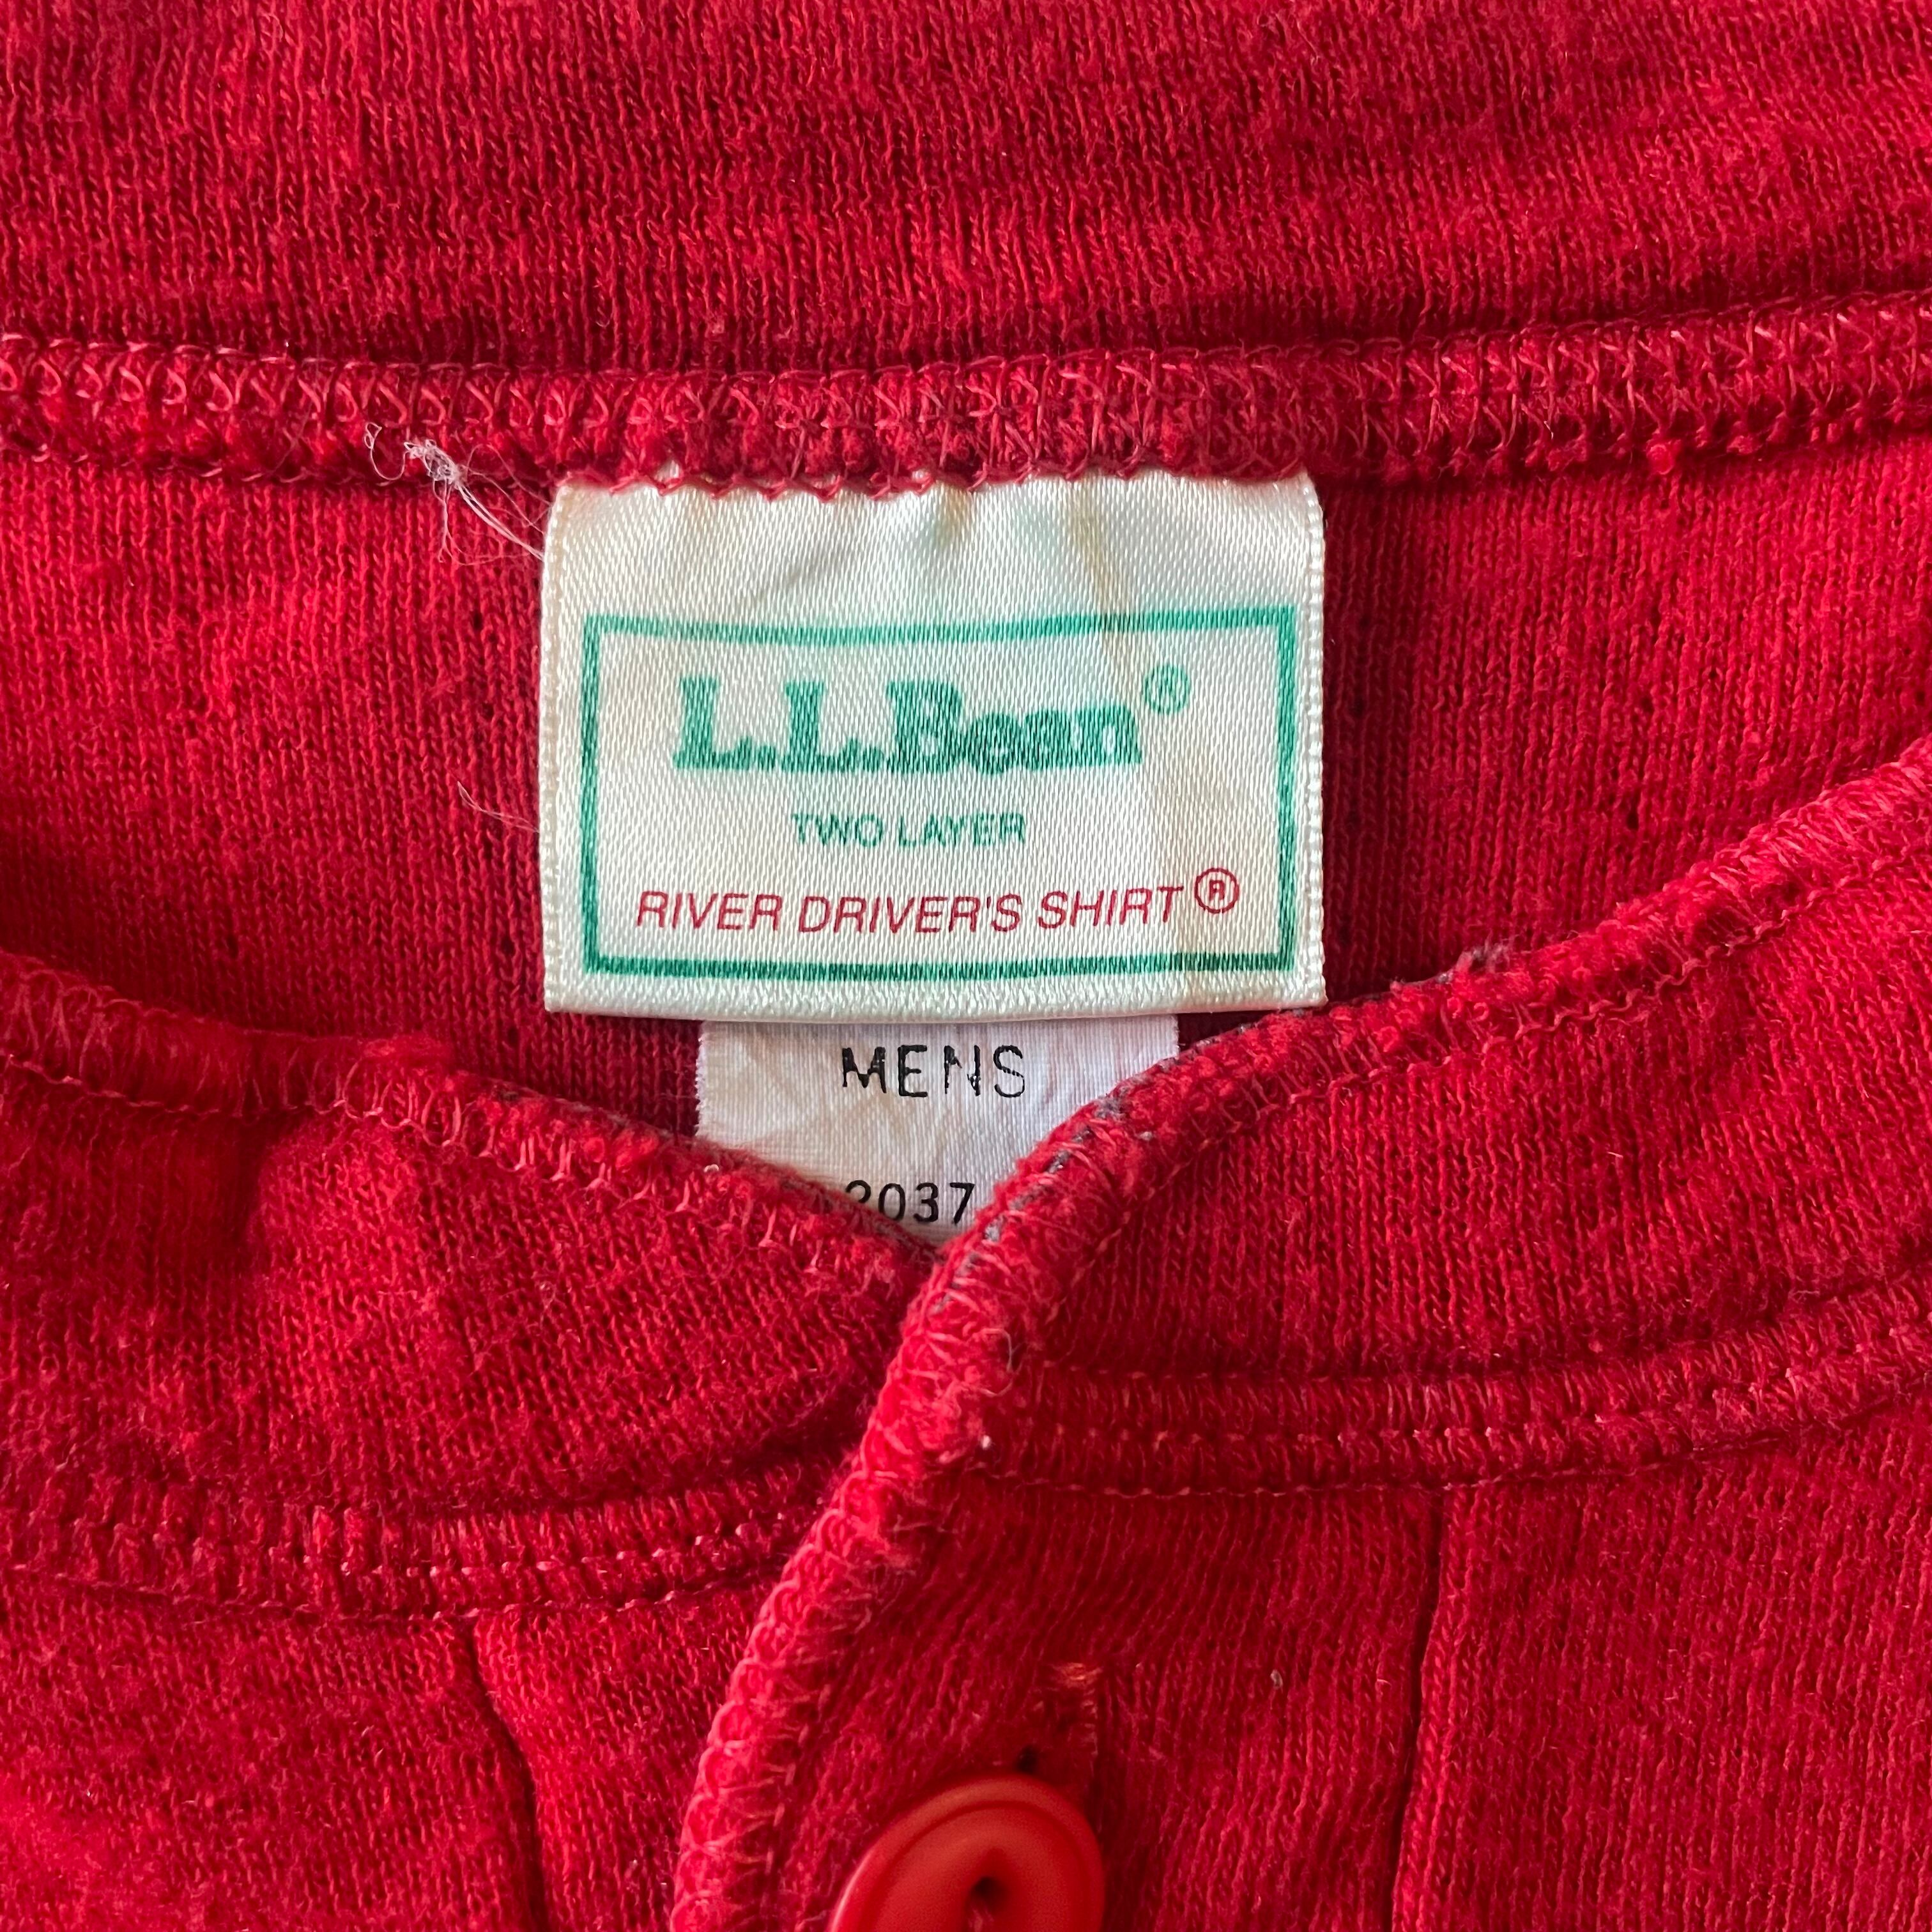 L.L.Bean®
TWO LAYER
RIVER DRIVER'S SHIRT®
MENS
2037